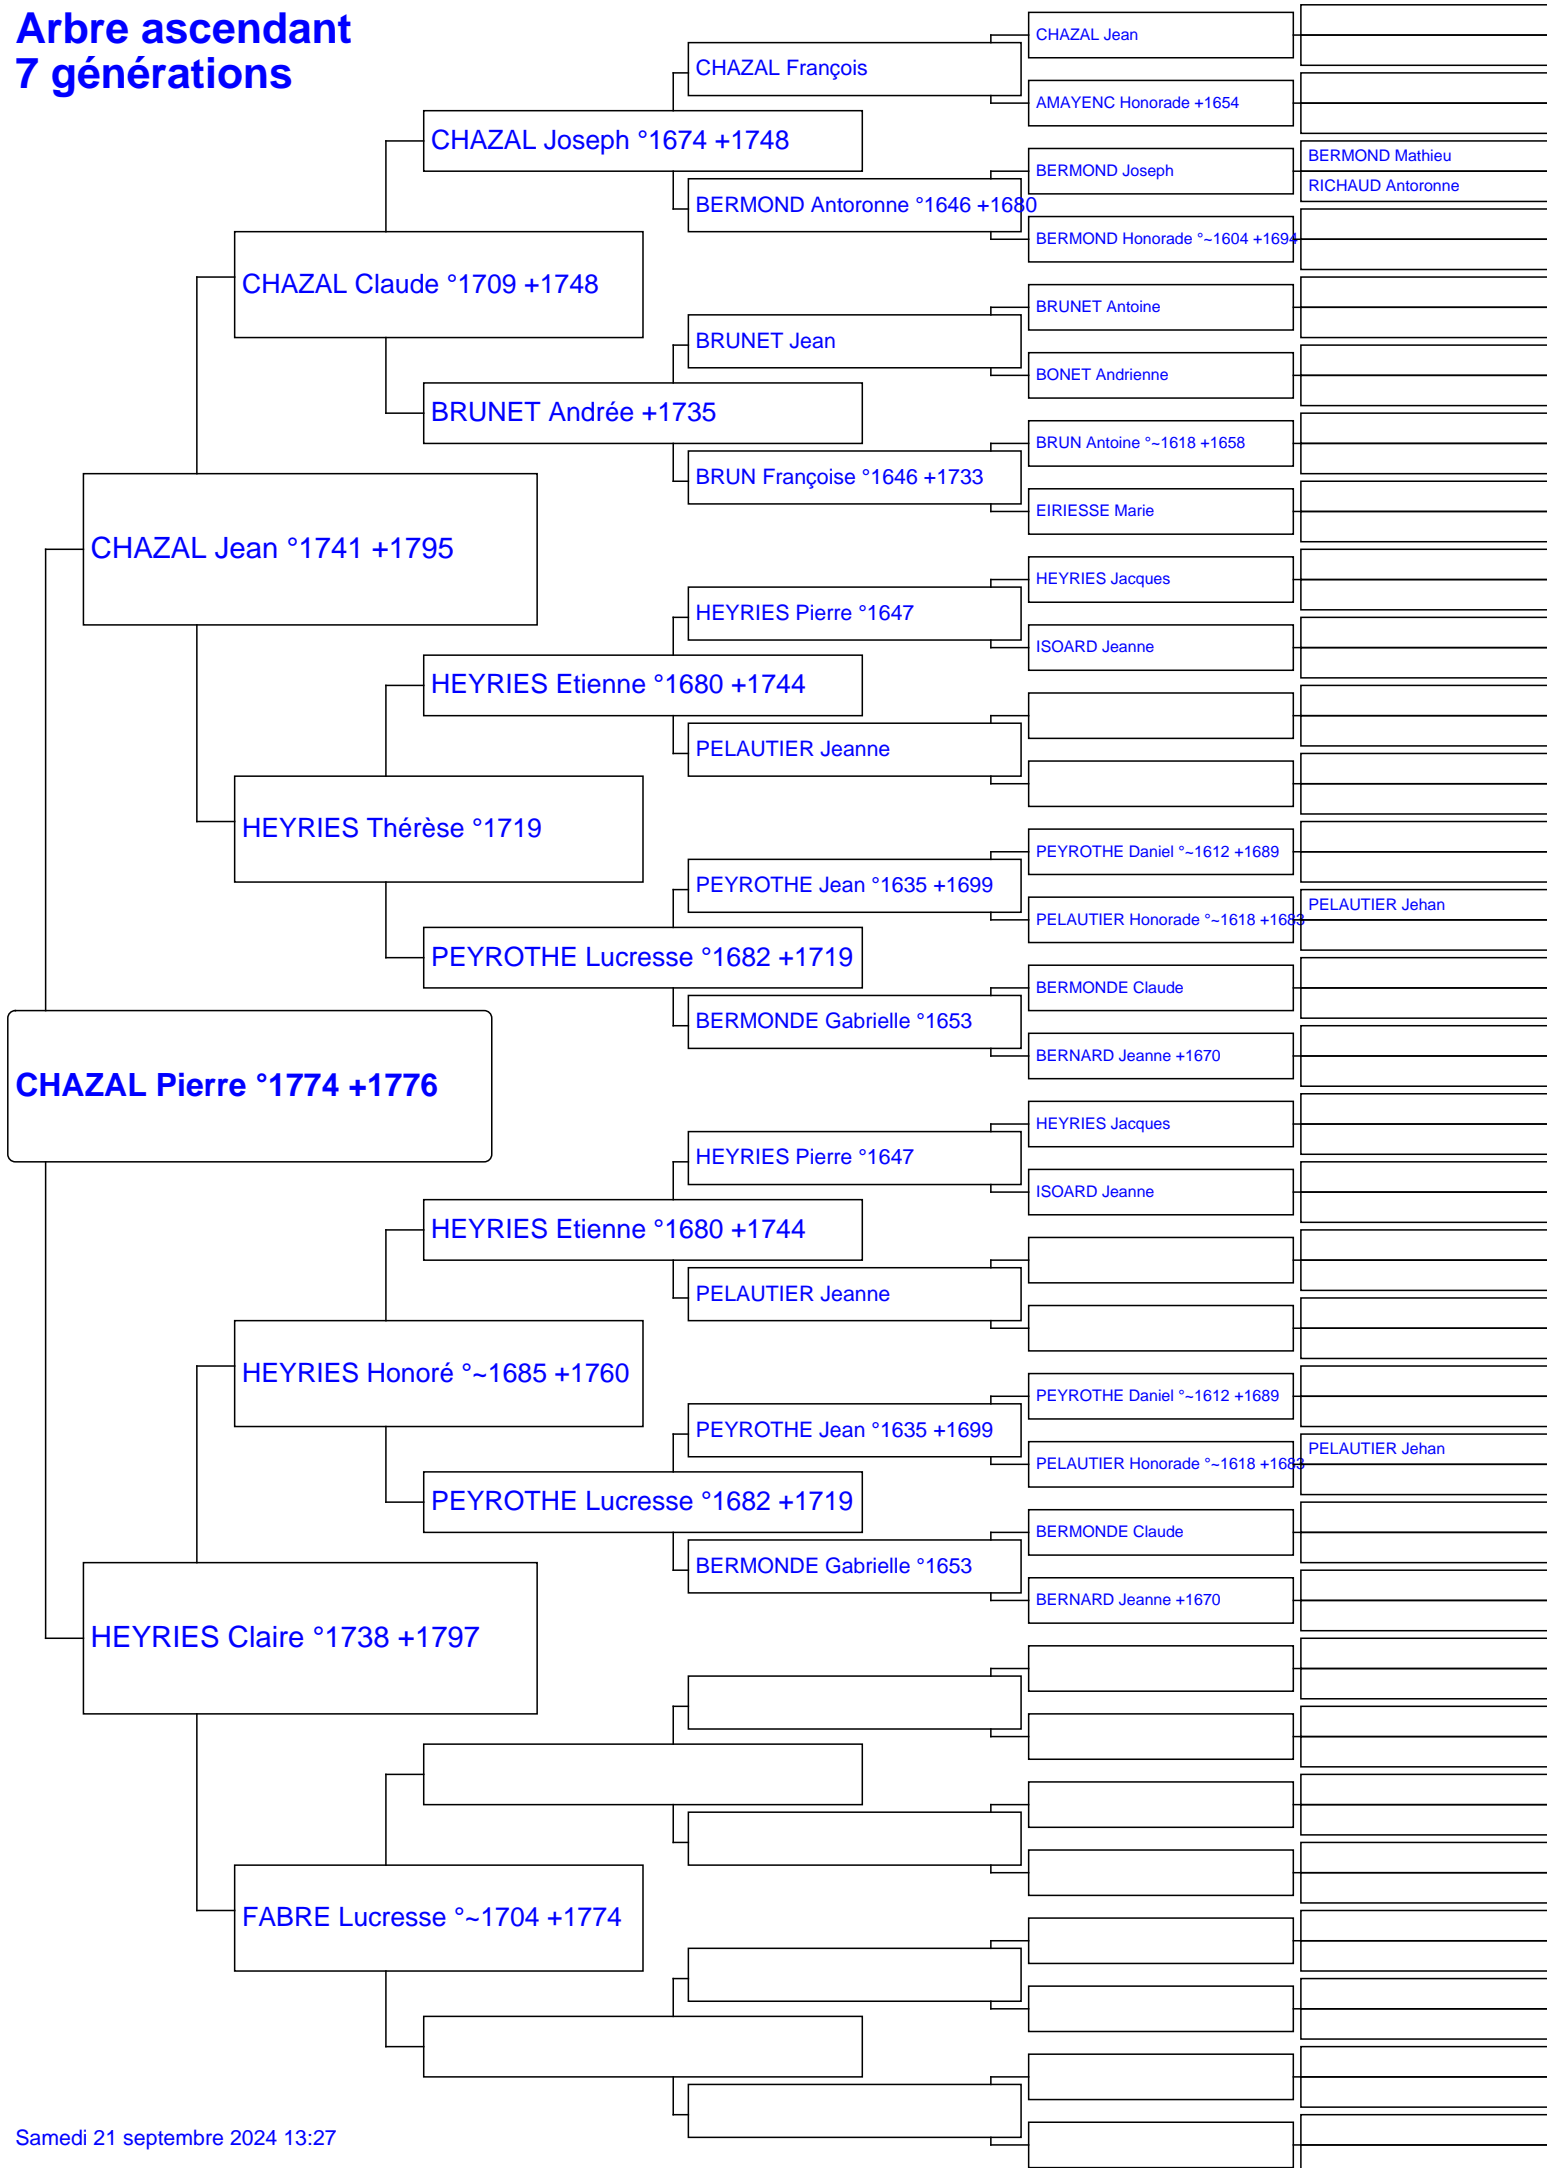 Arbre ascendant
7 générations
CHAZAL Pierre °1774 +1776
CHAZAL Jean °1741 +1795
HEYRIES Claire °1738 +1797
CHAZAL Claude °1709 +1748
HEYRIES Thérèse °1719
HEYRIES Honoré °~1685 +1760
FABRE Lucresse °~1704 +1774
CHAZAL Joseph °1674 +1748
BRUNET Andrée +1735
HEYRIES Etienne °1680 +1744
PEYROTHE Lucresse °1682 +1719
HEYRIES Etienne °1680 +1744
PEYROTHE Lucresse °1682 +1719
CHAZAL François
BERMOND Antoronne °1646 +1680
BRUNET Jean
BRUN Françoise °1646 +1733
HEYRIES Pierre °1647
PELAUTIER Jeanne
PEYROTHE Jean °1635 +1699
BERMONDE Gabrielle °1653
HEYRIES Pierre °1647
PELAUTIER Jeanne
PEYROTHE Jean °1635 +1699
BERMONDE Gabrielle °1653
CHAZAL Jean
AMAYENC Honorade +1654
BERMOND Joseph
BERMOND Honorade °~1604 +1694
BRUNET Antoine
BONET Andrienne
BRUN Antoine °~1618 +1658
EIRIESSE Marie
HEYRIES Jacques
ISOARD Jeanne
PEYROTHE Daniel °~1612 +1689
PELAUTIER Honorade °~1618 +1683
BERMONDE Claude
BERNARD Jeanne +1670
HEYRIES Jacques
ISOARD Jeanne
PEYROTHE Daniel °~1612 +1689
PELAUTIER Honorade °~1618 +1683
BERMONDE Claude
BERNARD Jeanne +1670
BERMOND Mathieu
RICHAUD Antoronne
PELAUTIER Jehan
PELAUTIER Jehan
Samedi 21 septembre 2024 13:27